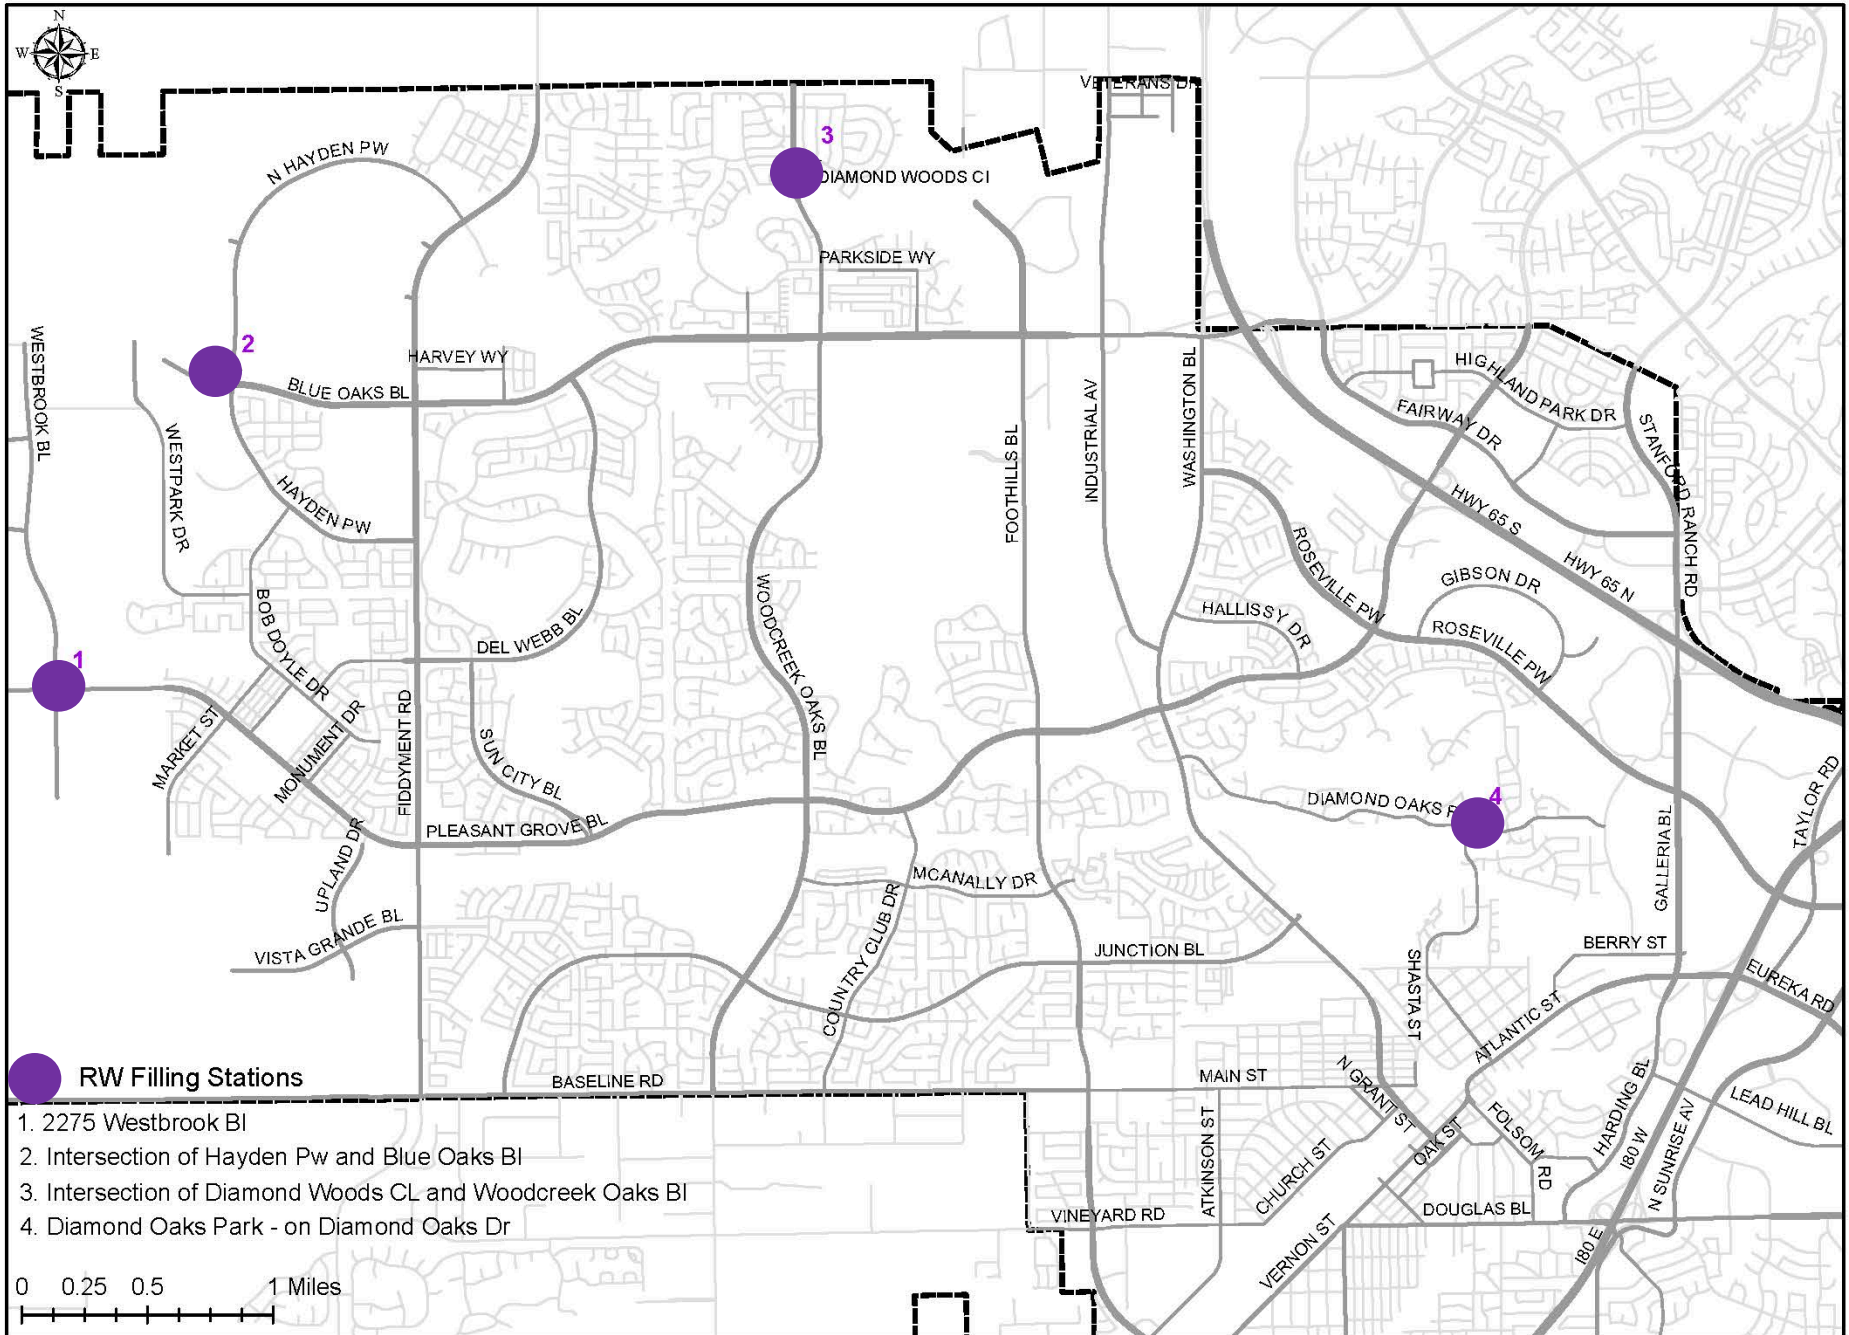 N
W E
S
VETERANS DR
3
N HAYDEN PW
DIAMOND WOODS CI
PARKSIDE WY
2
WESTBROOK BL
HARVEY WY
BLUE OAKS BL
HIGHLAND PARK DR
FAIRWAY DR
STANFORD RANCH RD
WESTPARK DR
FOOTHILLS BL
INDUSTRIAL AV
WASHINGTON BL
HAYDEN PW
HWY 65 S
HWY 65 N
ROSEVILLE PW
GIBSON DR
BOB DOYLE DR
WOODCREEK OAKS BL
HALLISSY DR
ROSEVILLE PW
DEL WEBB BL
1
MARKET ST
MONUMENT DR
FIDDYMENT RD
SUN CITY BL
TAYLOR RD
DIAMOND OAKS
4
GALLERIA BL
PLEASANT GROVE BL
UPLAND DR
MCANALLY DR
COUNTRY CLUB DR
VISTA GRANDE BL
JUNCTION BL
BERRY ST
SHASTA ST
EUREKA RD
ATLANTIC ST
RW Filling Stations
BASELINE RD
MAIN ST
N GRANT ST
HARDING BL
LEAD HILL BL
1. 2275 Westbrook Bl
ATKINSON ST
CHURCH ST
OAK ST
FOLSOM RD
I80 W
N SUNRISE AV
2. Intersection of Hayden Pw and Blue Oaks Bl
3. Intersection of Diamond Woods CL and Woodcreek Oaks Bl
4. Diamond Oaks Park - on Diamond Oaks Dr
VINEYARD RD
DOUGLAS BL
VERNON ST
I80 E
0 0.25 0.5 1 Miles